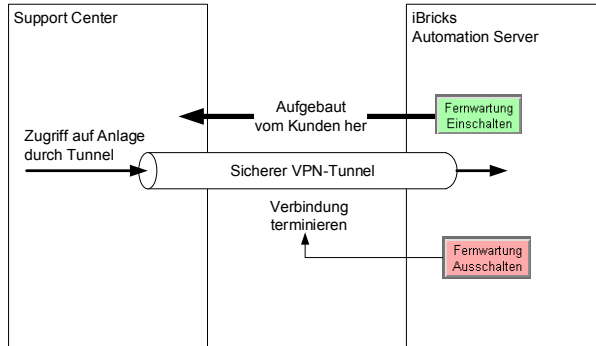 Support Center
iBricks
Automation Server
Aufgebaut
vom Kunden her
Fernwartung
Einschalten
Zugriff auf Anlage
durch Tunnel
Sicherer VPN-Tunnel
Verbindung
terminieren
Fernwartung
Ausschalten